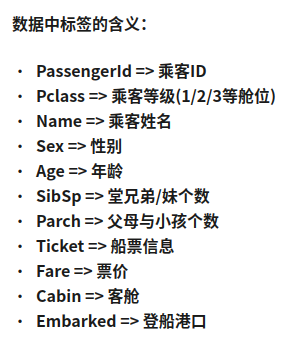 数据中标签的含义：
· PassengerId => 乘客ID
· Pclass => 乘客等级(1/2/3等舱位)
· Name => 乘客姓名
· Sex => 性别
· Age => 年龄
· SibSp => 堂兄弟/妹个数
· Parch => 父母与小孩个数
· Ticket => 船票信息
· Fare => 票价
· Cabin => 客舱
· Embarked => 登船港口